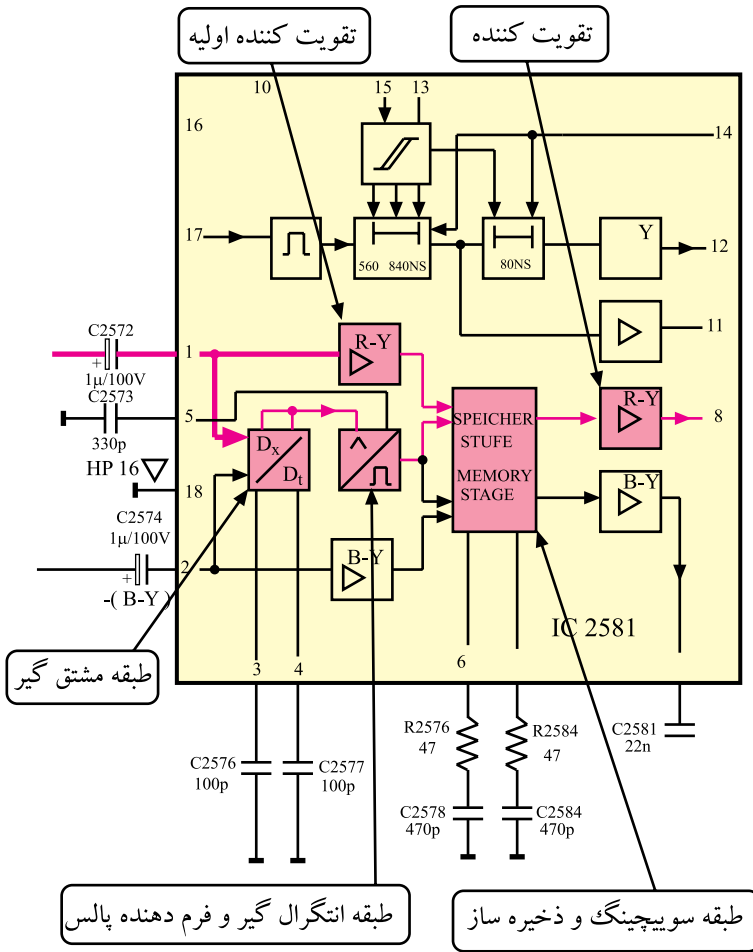 تقویت کننده اولیه
تقویت کننده
10
15
13
16
14
17
560
840NS
80NS
Y
12
11
C2572
+
1µ/100V
1
R-Y
R-Y
8
C2573
330p
5
SPEICHER
STUFE
MEMORY
STAGE
Dx
Dt
HP 16
18
C2574
1µ/100V
+
-( B-Y )
2
B-Y
B-Y
IC 2581
طبقه مشتق گیر
3
4
6
C2576
100p
C2577
100p
R2576
47
R2584
47
C2581
22n
C2578
470p
C2584
470p
طبقه انتگرال گیر و فرم دهنده پالس
طبقه سوییچینگ و ذخیره ساز